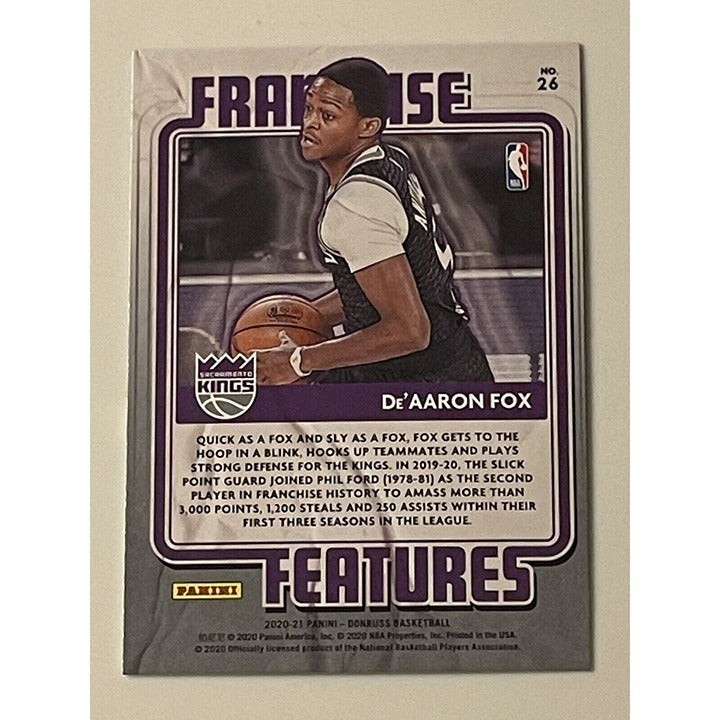 FRANCHISE
NO.
26
SACRAMENTO
KINGS
DE'AARON FOX
QUICK AS A FOX AND SLY AS A FOX, FOX GETS TO THE
HOOP IN A BLINK, HOOKS UP TEAMMATES AND PLAYS
STRONG DEFENSE FOR THE KINGS. IN 2019-20, THE SLICK
POINT GUARD JOINED PHIL FORD (1978-81) AS THE SECOND
PLAYER IN FRANCHISE HISTORY TO AMASS MORE THAN
3,000 POINTS, 1,200 STEALS AND 250 ASSISTS WITHIN THEIR
FIRST THREE SEASONS IN THE LEAGUE.
FEATURES
PANINI
2020-21 PANINI – DONRUSS BASKETBALL
© 2020 Panini America, Inc. © 2020 NBA Properties, Inc. Printed in the USA.
© 2020 Officially licensed product of the National Basketball Players Association.